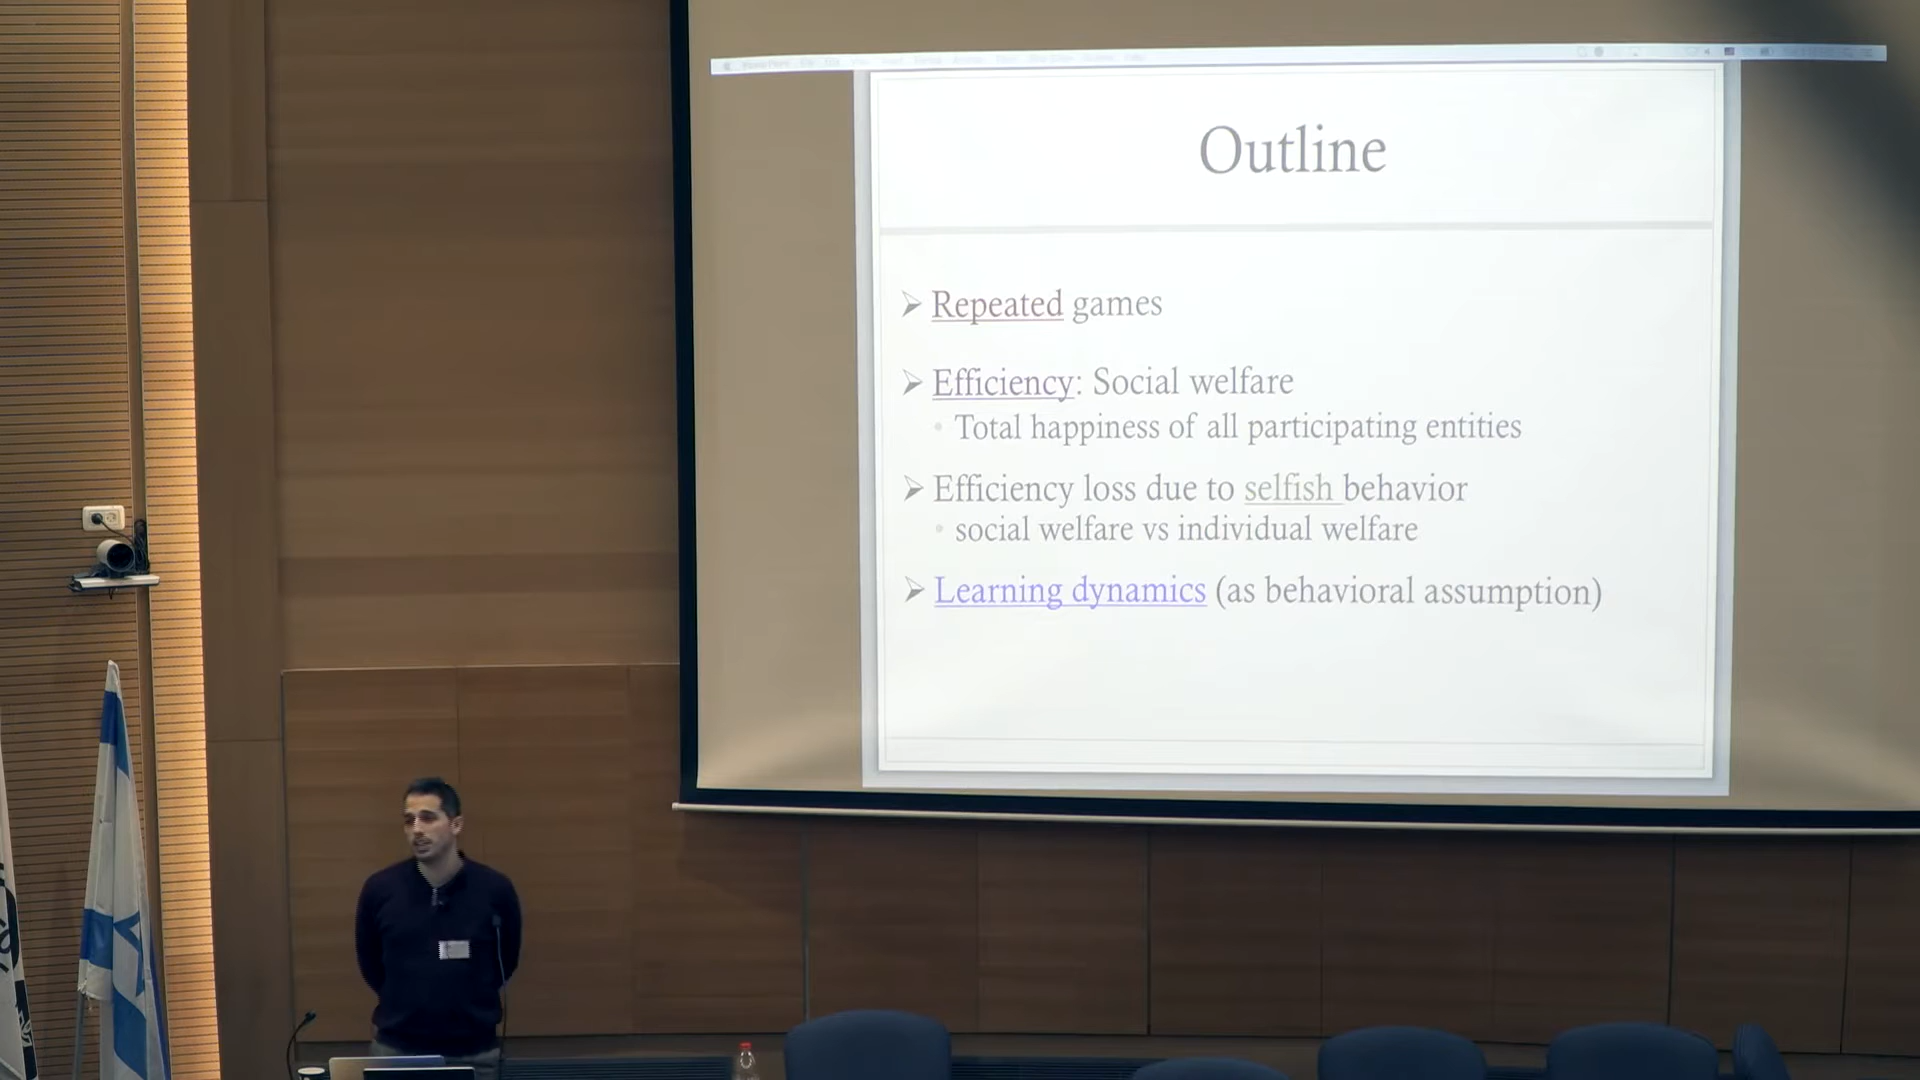 Outline
Repeated games
Efficiency: Social welfare
Total happiness of all participating entities
Efficiency loss due to selfish behavior
social welfare vs individual welfare
Learning dynamics (as behavioral assumption)